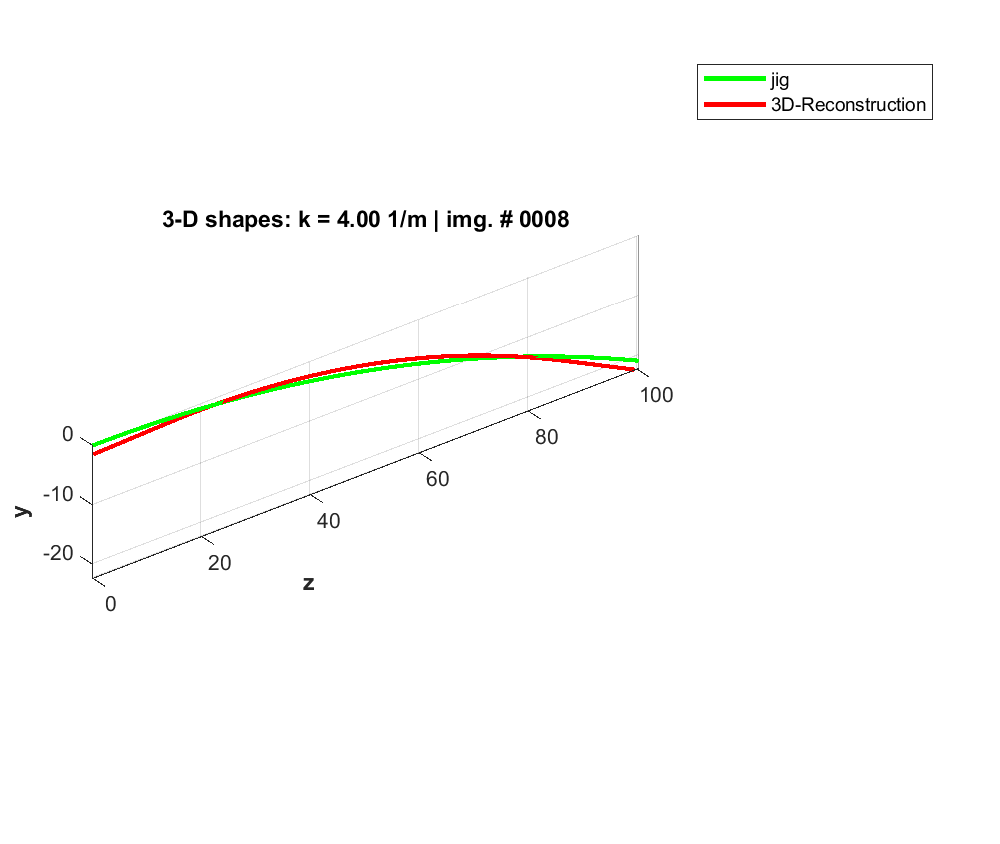 jig
3D-Reconstruction
3-D shapes: k = 4.00 1/m | img. # 0008
0
-10
-20
y
0
20
40
60
80
100
z